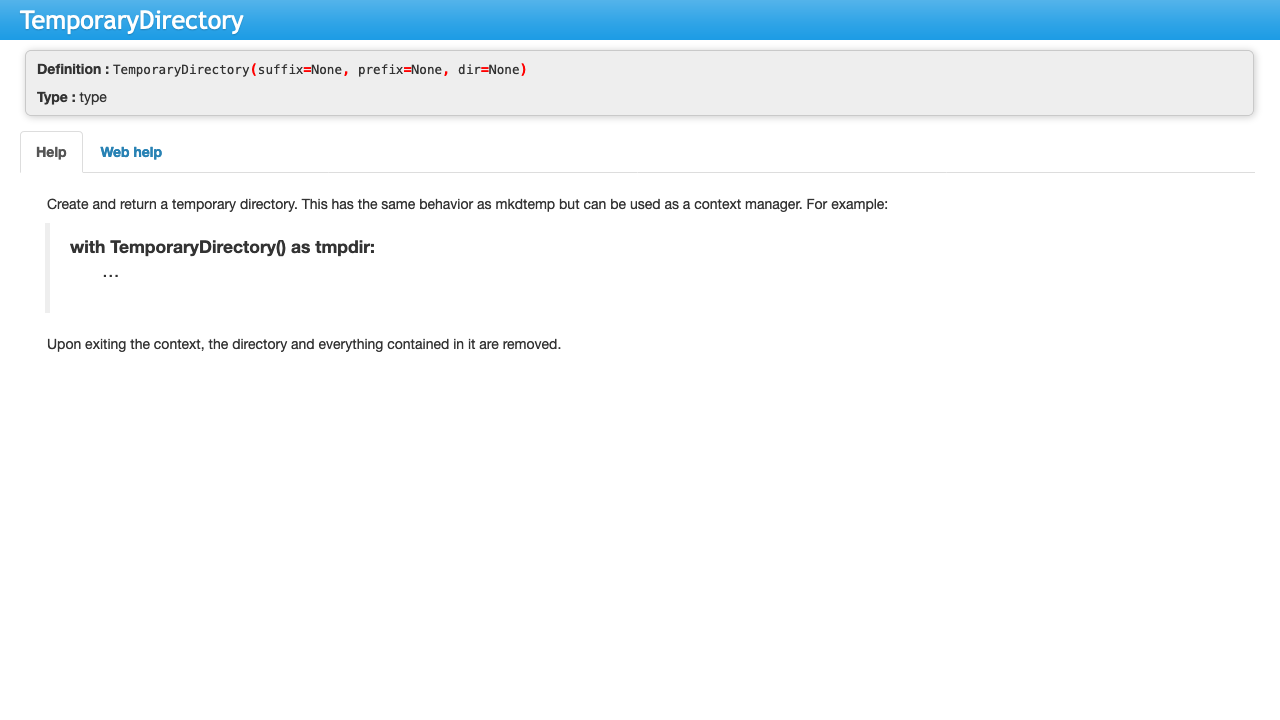 TemporaryDirectory
Definition : TemporaryDirectory(suffix=None, prefix=None, dir=None)
Type : type
Help
Web help
Create and return a temporary directory. This has the same behavior as mkdtemp but can be used as a context manager. For example:
with TemporaryDirectory() as tmpdir:
…
Upon exiting the context, the directory and everything contained in it are removed.